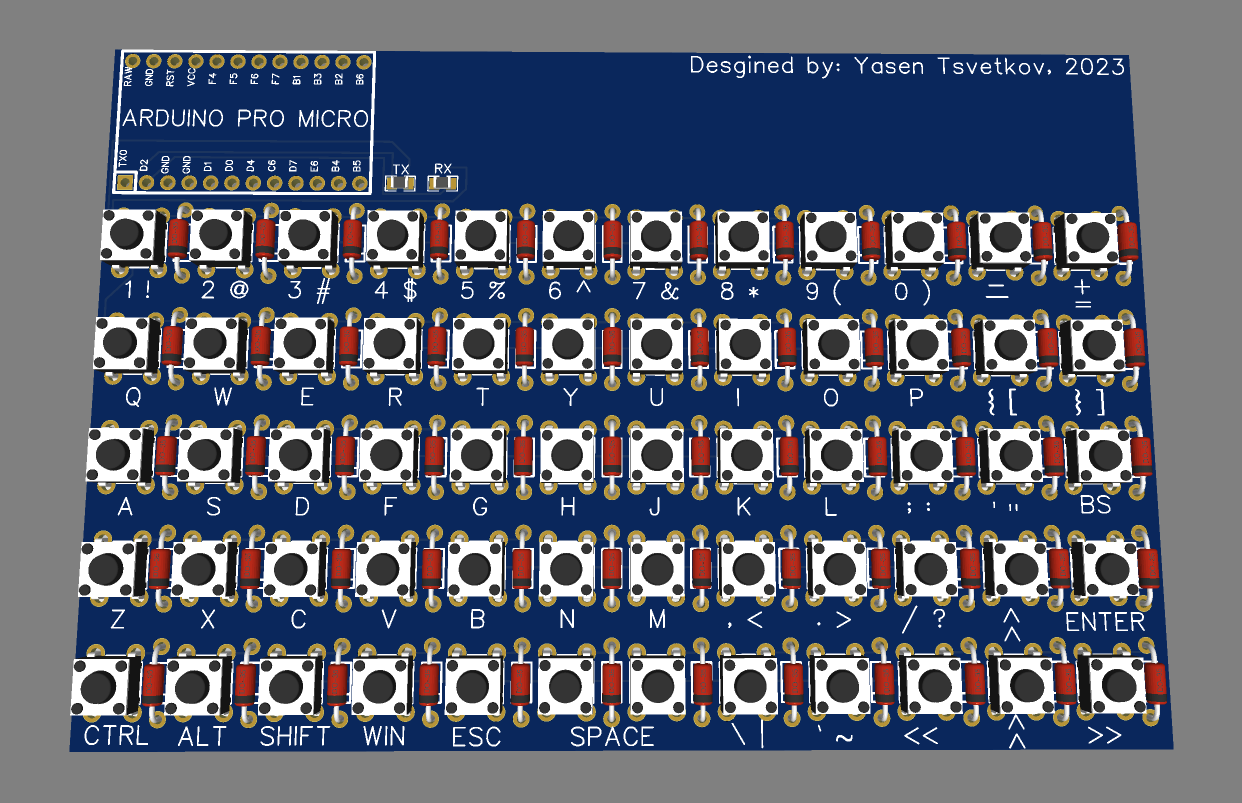 RAW GND RST VCC F4 F5 F6 F7 B1 B3 B2 B6
Desgined by: Yasen Tsvetkov, 2023
ARDUINO PRO MICRO
TX0 D2 GND GND D1 D0 D4 C6 D7 E6 B4 B5
TX RX
1 ! 2 @ 3 # 4 $ 5 % 6 ^ 7 & 8 * 9 ( 0 ) — _ + =
Q W E R T Y U I O P { [ } ]
A S D F G H J K L ; : ' " BS
Z X C V B N M , < . > / ? ^ ^ ENTER
CTRL ALT SHIFT WIN ESC SPACE \ | ` ~ << ^ ^ >>